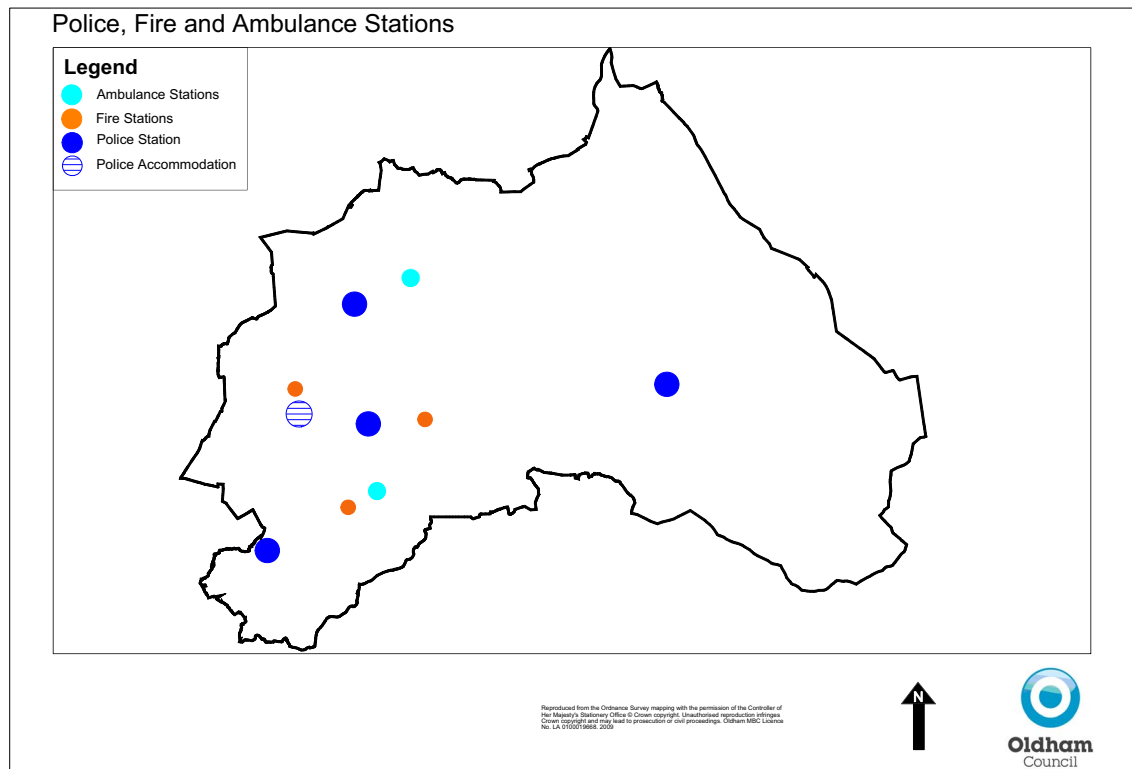 Police, Fire and Ambulance Stations
Legend
Ambulance Stations
Fire Stations
Police Station
Police Accommodation
Reproduced from the Ordnance Survey mapping with the permission of the Controller of
Her Majesty's Stationery Office © Crown copyright. Unauthorised reproduction infringes
Crown copyright and may lead to prosecution or civil proceedings. Oldham MBC Licence
No. LA 0100019668. 2009
N
Oldham
Council